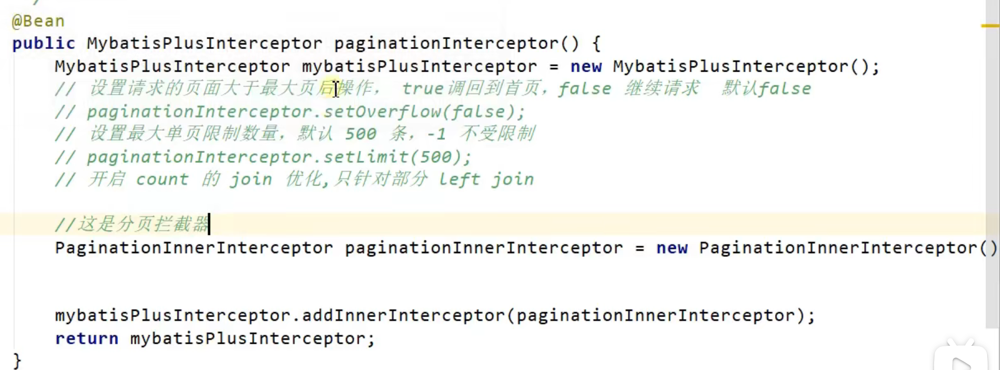 @Bean
public MybatisPlusInterceptor paginationInterceptor() {
MybatisPlusInterceptor mybatisPlusInterceptor = new MybatisPlusInterceptor();
// 设置请求的页面大于最大页后操作， true调回到首页，false 继续请求 默认false
// paginationInterceptor.setOverflow(false);
// 设置最大单页限制数量，默认 500 条，-1 不受限制
// paginationInterceptor.setLimit(500);
// 开启 count 的 join 优化,只针对部分 left join
//这是分页拦截器
PaginationInnerInterceptor paginationInnerInterceptor = new PaginationInnerInterceptor()
mybatisPlusInterceptor.addInnerInterceptor(paginationInnerInterceptor);
return mybatisPlusInterceptor;
}